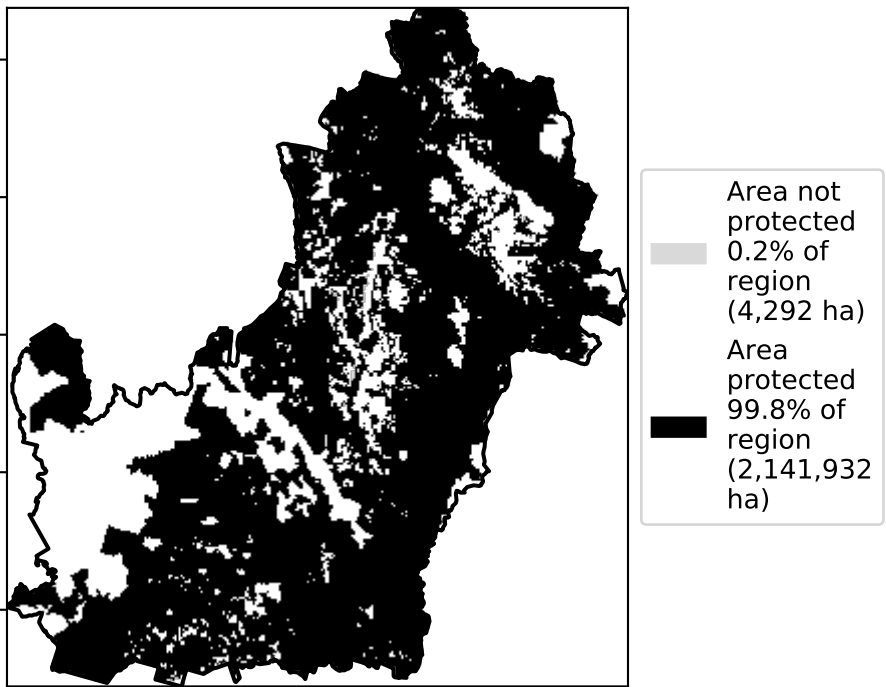 Area not
protected
0.2% of
region
(4,292 ha)
Area
protected
99.8% of
region
(2,141,932
ha)